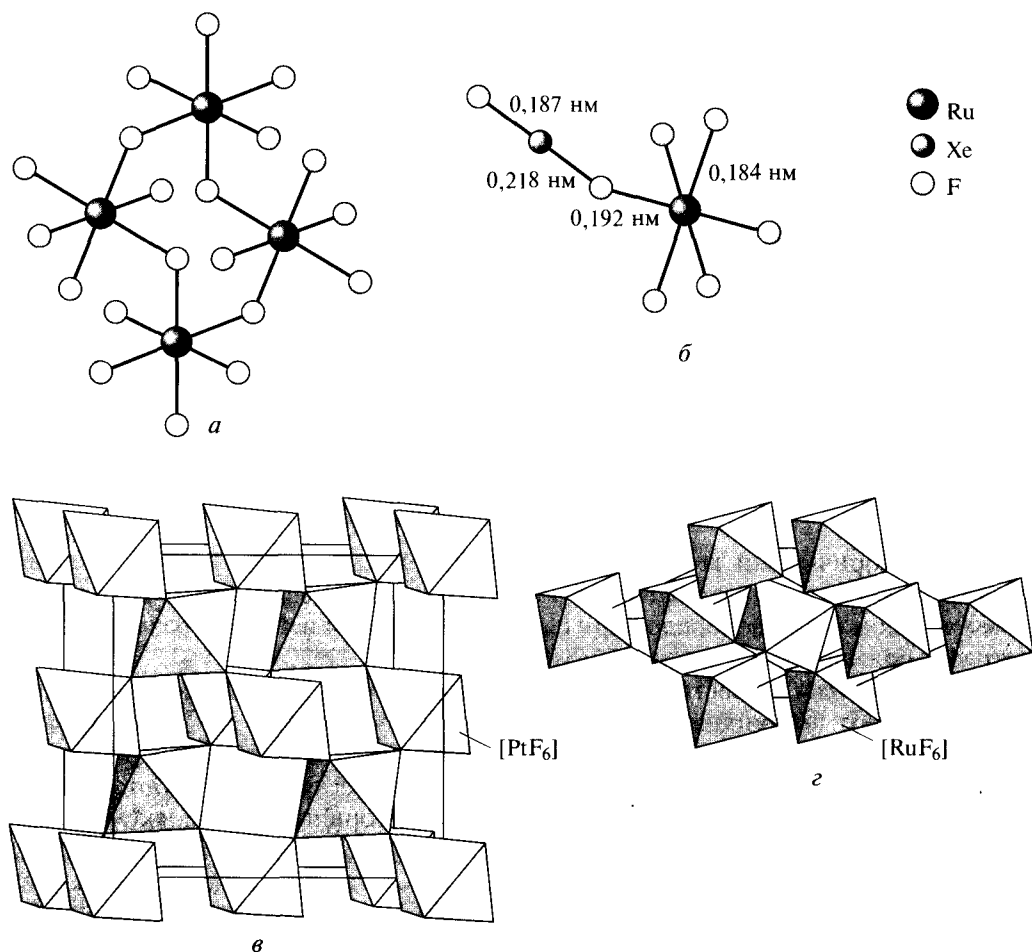 0,187 нм
0,218 нм
0,192 нм
0,184 нм
Ru
Xe
F
а
б
[PtF₆]
[RuF₆]
в
г